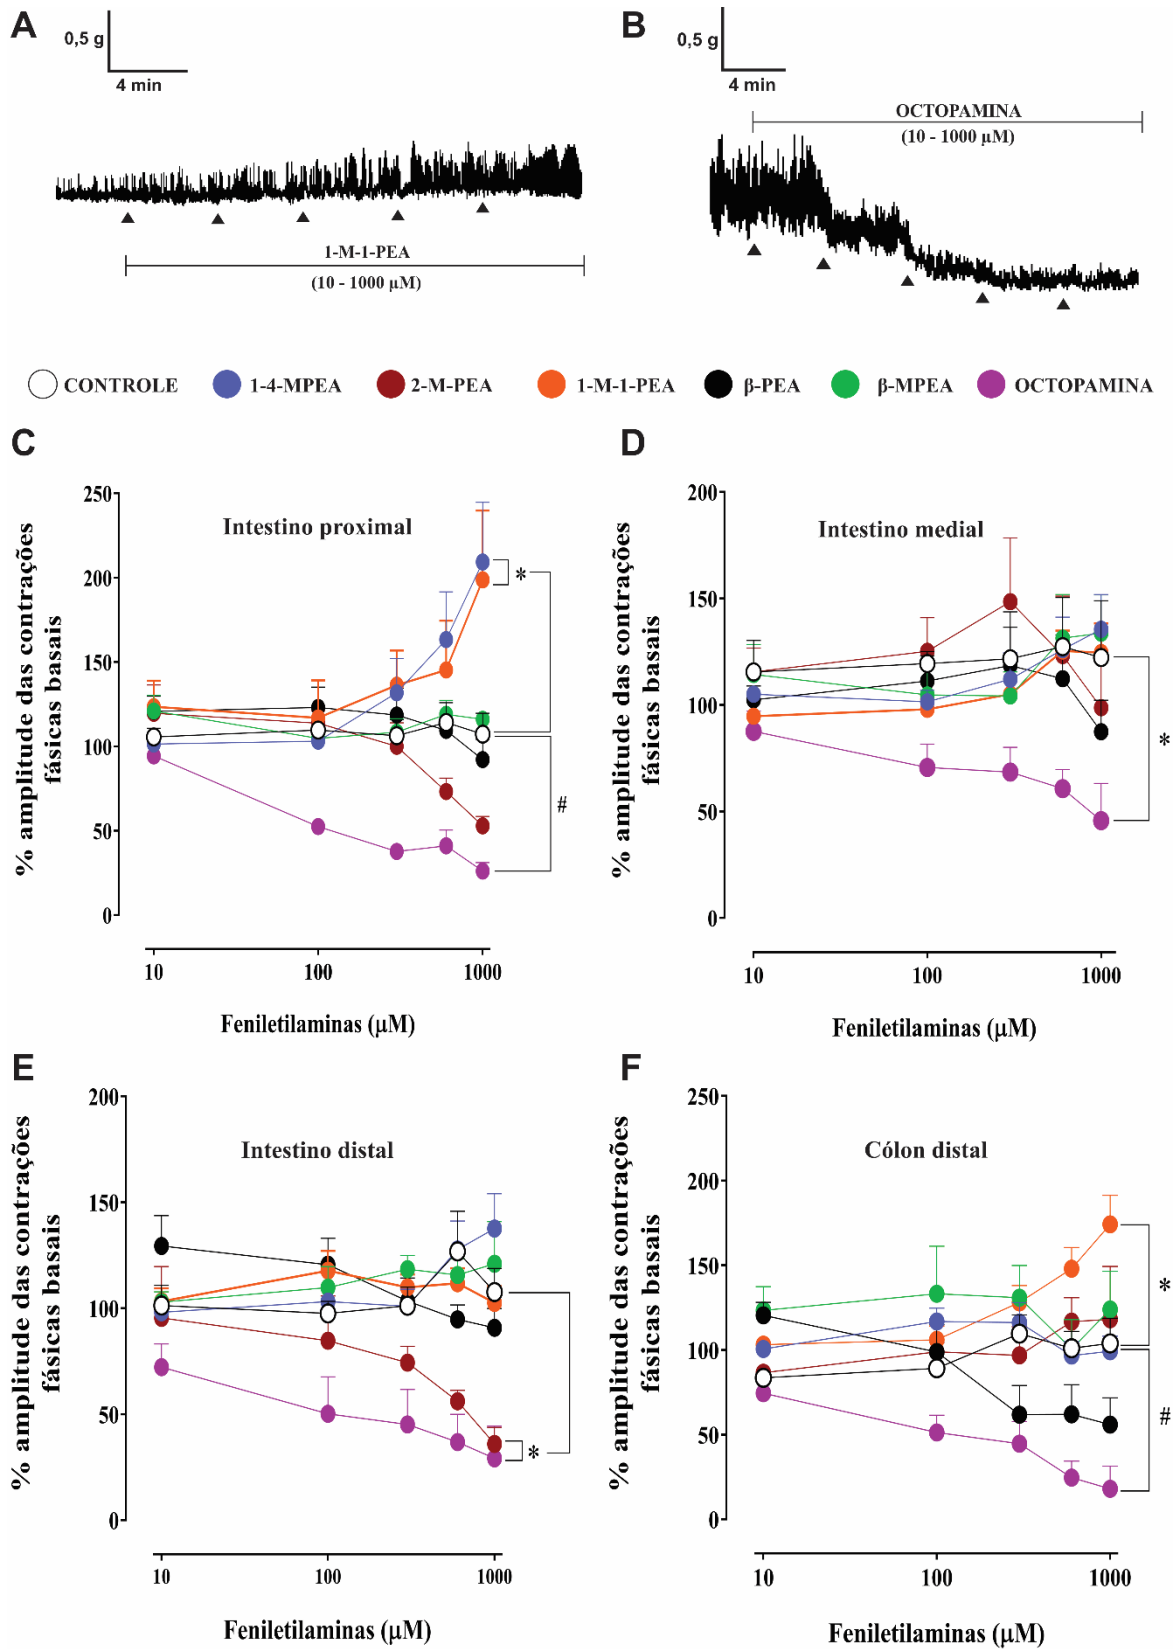 A
0,5 g
4 min
1-M-1-PEA
(10 - 1000 µM)
B
0,5 g
4 min
OCTOPAMINA
(10 - 1000 µM)
CONTROLE 1-4-MPEA 2-M-PEA 1-M-1-PEA β-PEA β-MPEA OCTOPAMINA
C
% amplitude das contrações
fásicas basais
Intestino proximal
250
200
150
100
50
0
*
#
10 100 1000
Feniletilaminas (µM)
D
% amplitude das contrações
fásicas basais
Intestino medial
200
150
100
50
0
*
10 100 1000
Feniletilaminas (µM)
E
% amplitude das contrações
fásicas basais
Intestino distal
200
150
100
50
0
*
10 100 1000
Feniletilaminas (µM)
F
% amplitude das contrações
fásicas basais
Cólon distal
250
200
150
100
50
0
*
#
10 100 1000
Feniletilaminas (µM)